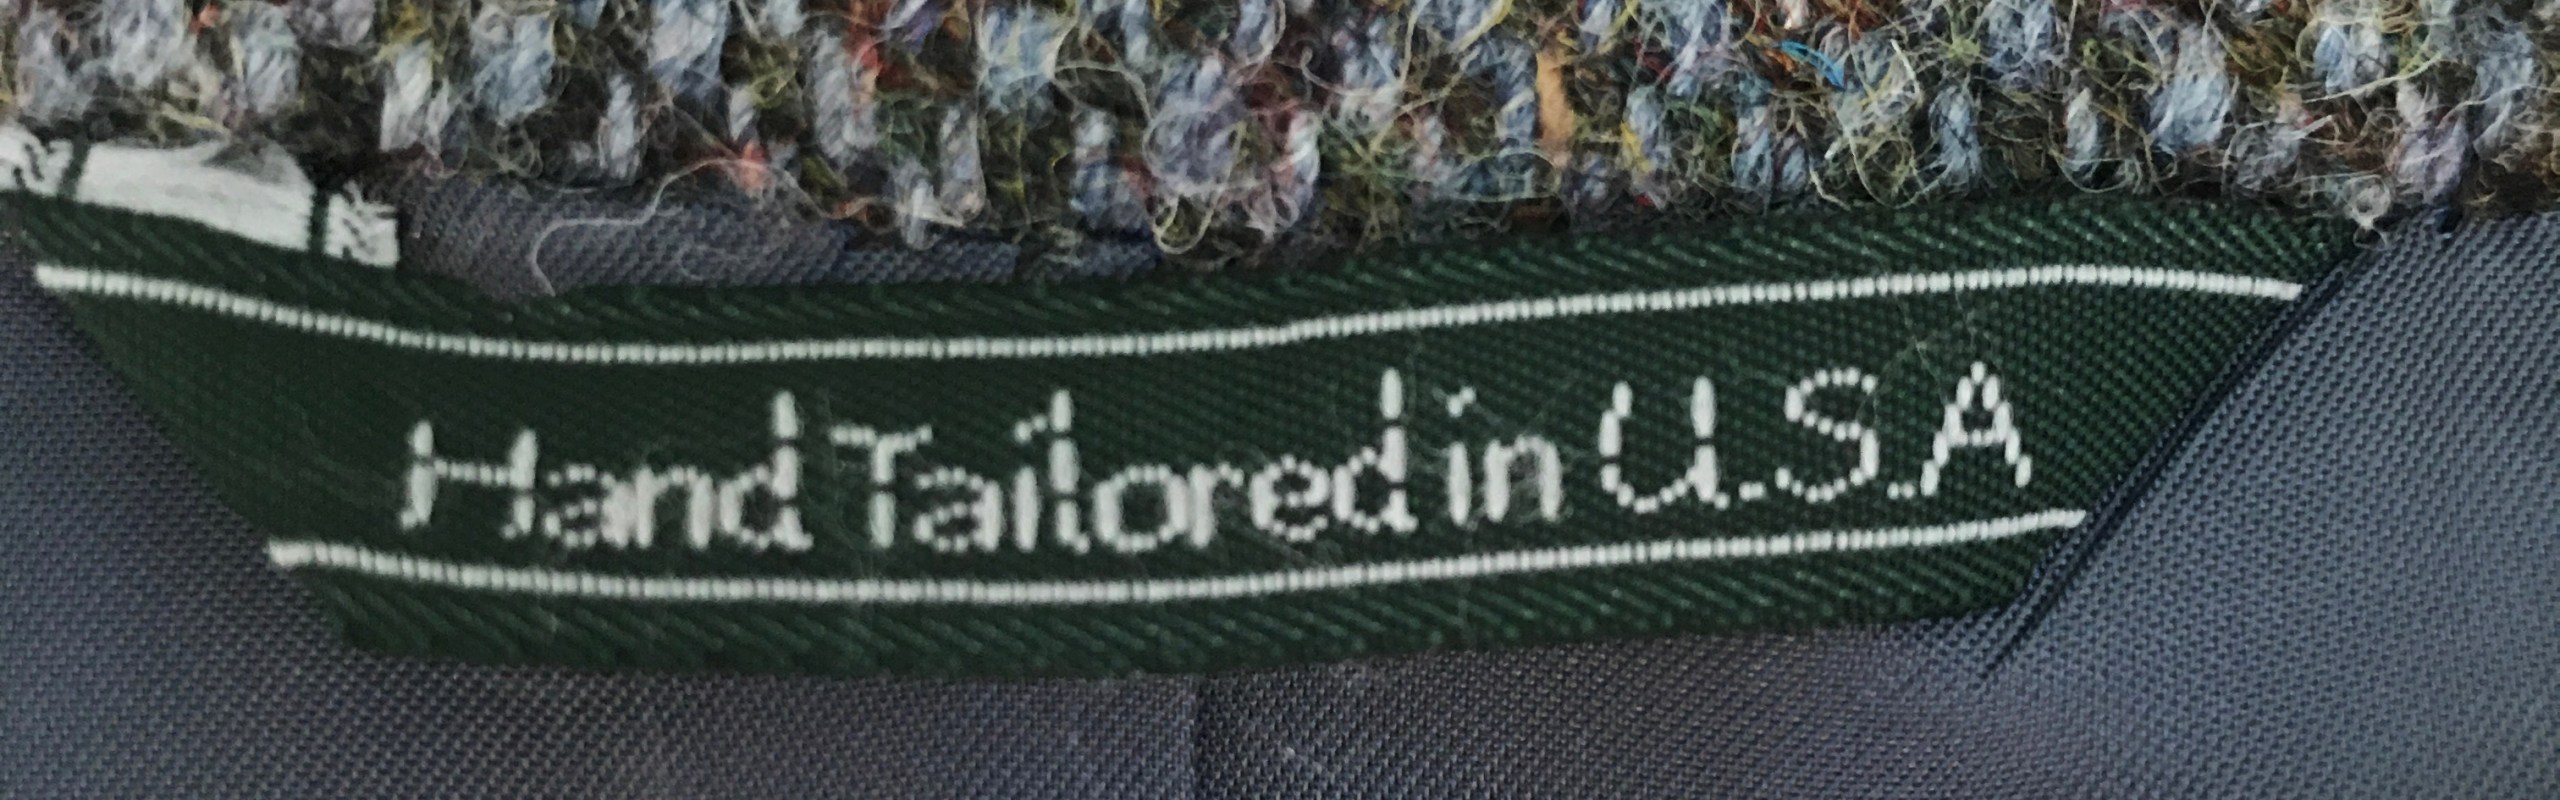 Hand Tailored in U.S.A